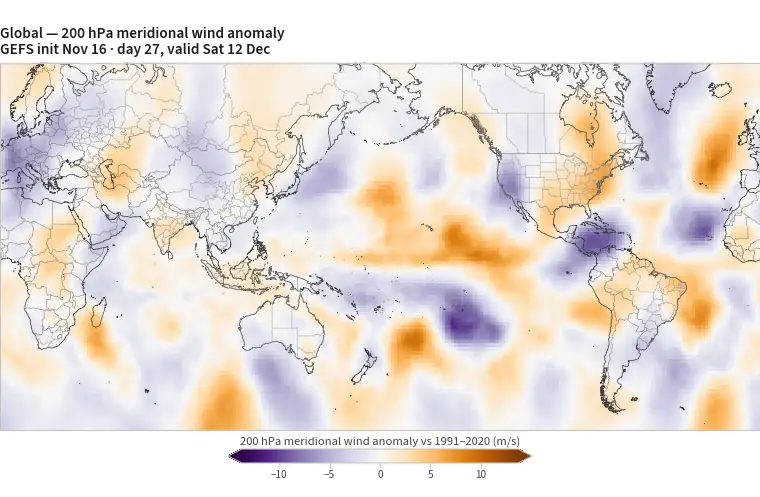 Global — 200 hPa meridional wind anomaly
GEFS init Nov 16 · day 27, valid Sat 12 Dec
200 hPa meridional wind anomaly vs 1991–2020 (m/s)
−10 −5 0 5 10